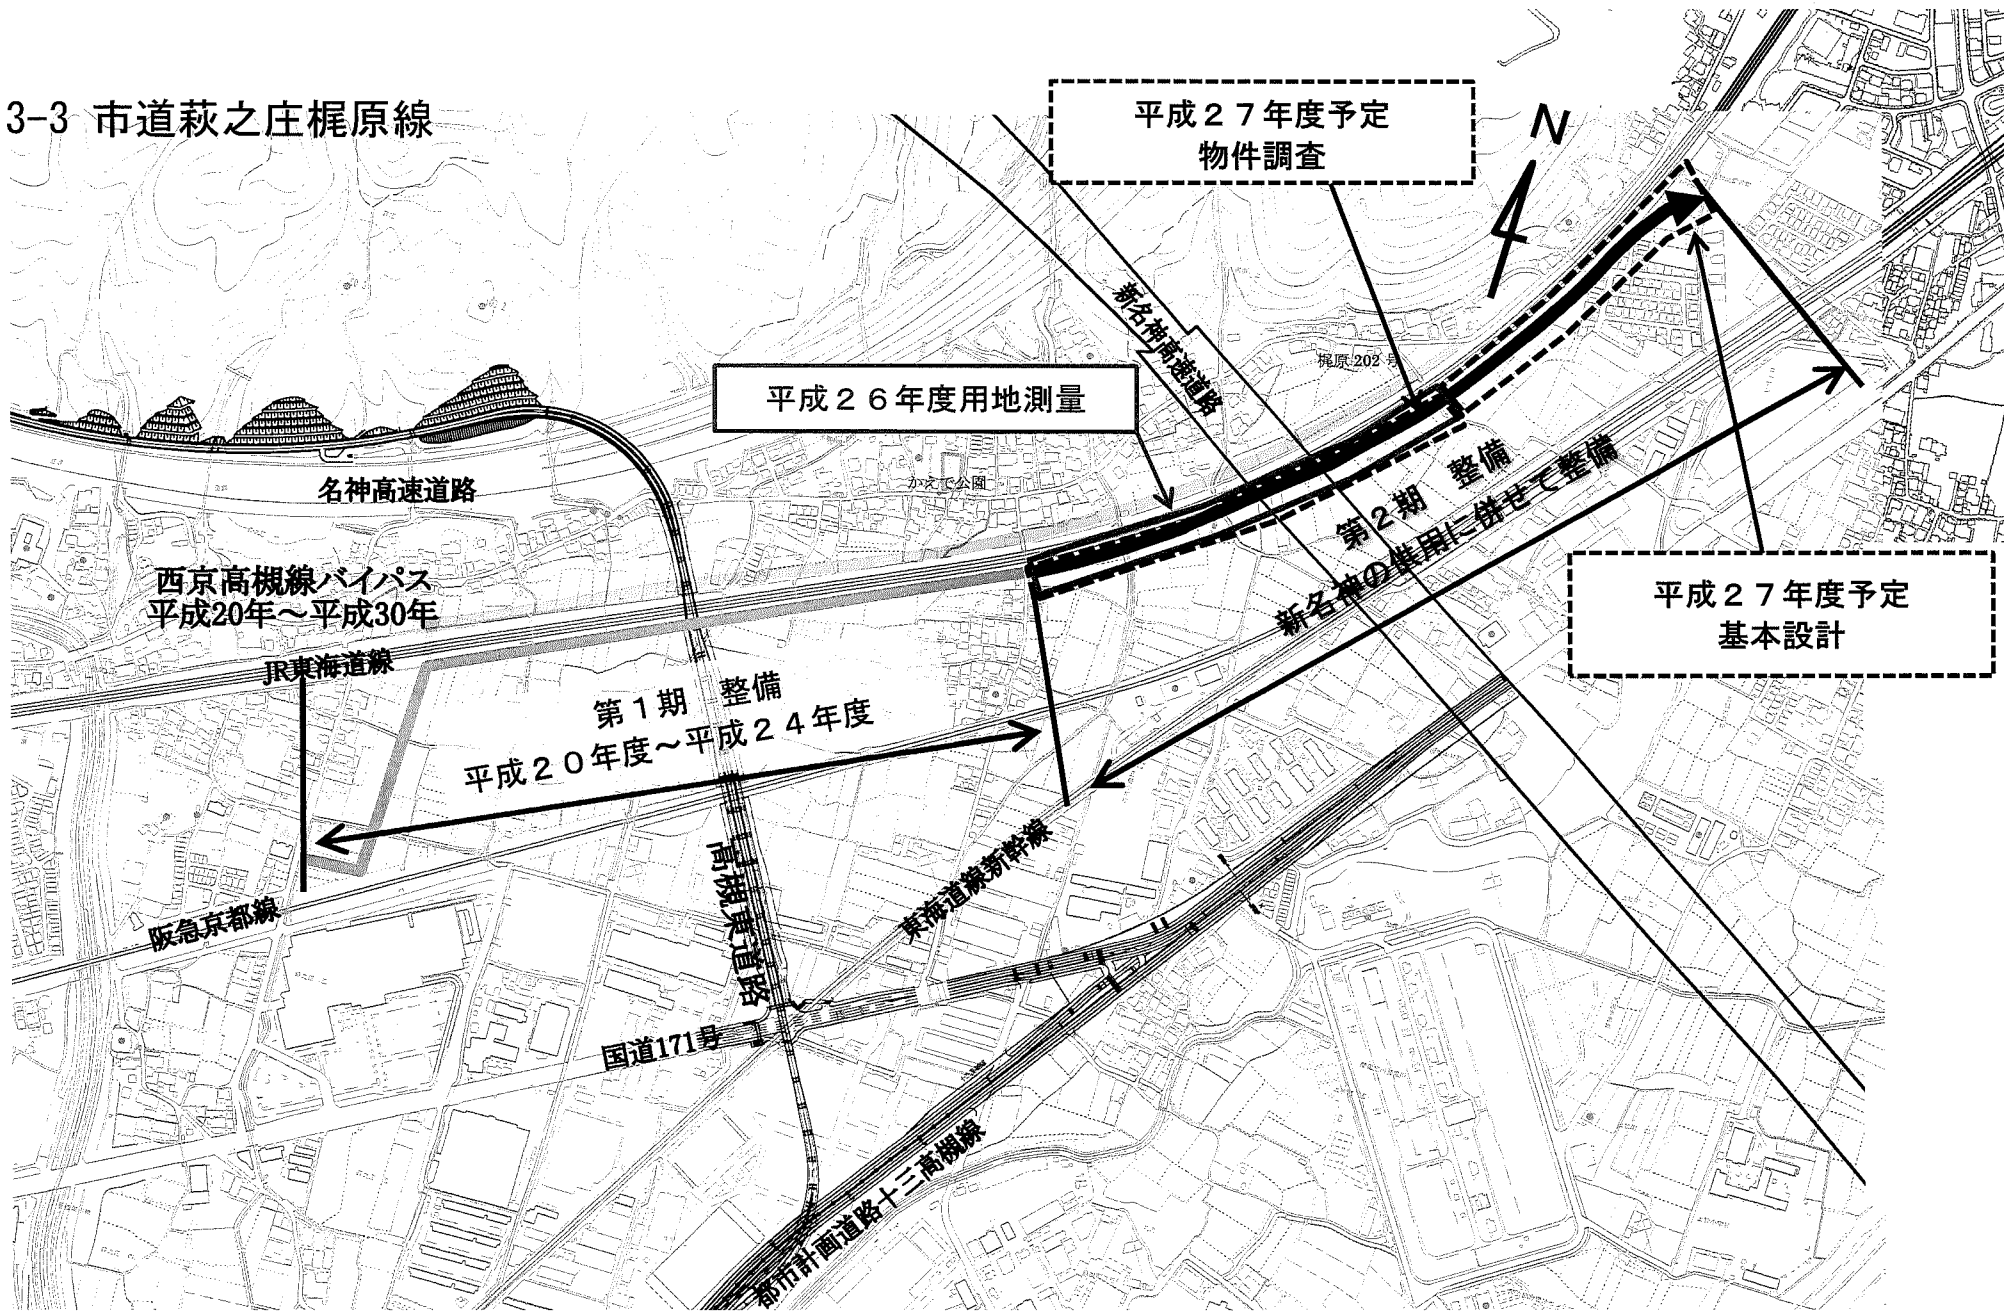 3-3 市道萩之庄梶原線
平成２７年度予定
物件調査
N
新名神高速道路
梶原 202 号
平成２６年度用地測量
かえで公園
名神高速道路
第２期 整備
新名神の供用に併せて整備
西京高槻線バイパス
平成20年～平成30年
平成２７年度予定
基本設計
JR東海道線
第１期 整備
平成２０年度～平成２４年度
高槻東道路
東海道線新幹線
阪急京都線
国道171号
都市計画道路十三高槻線